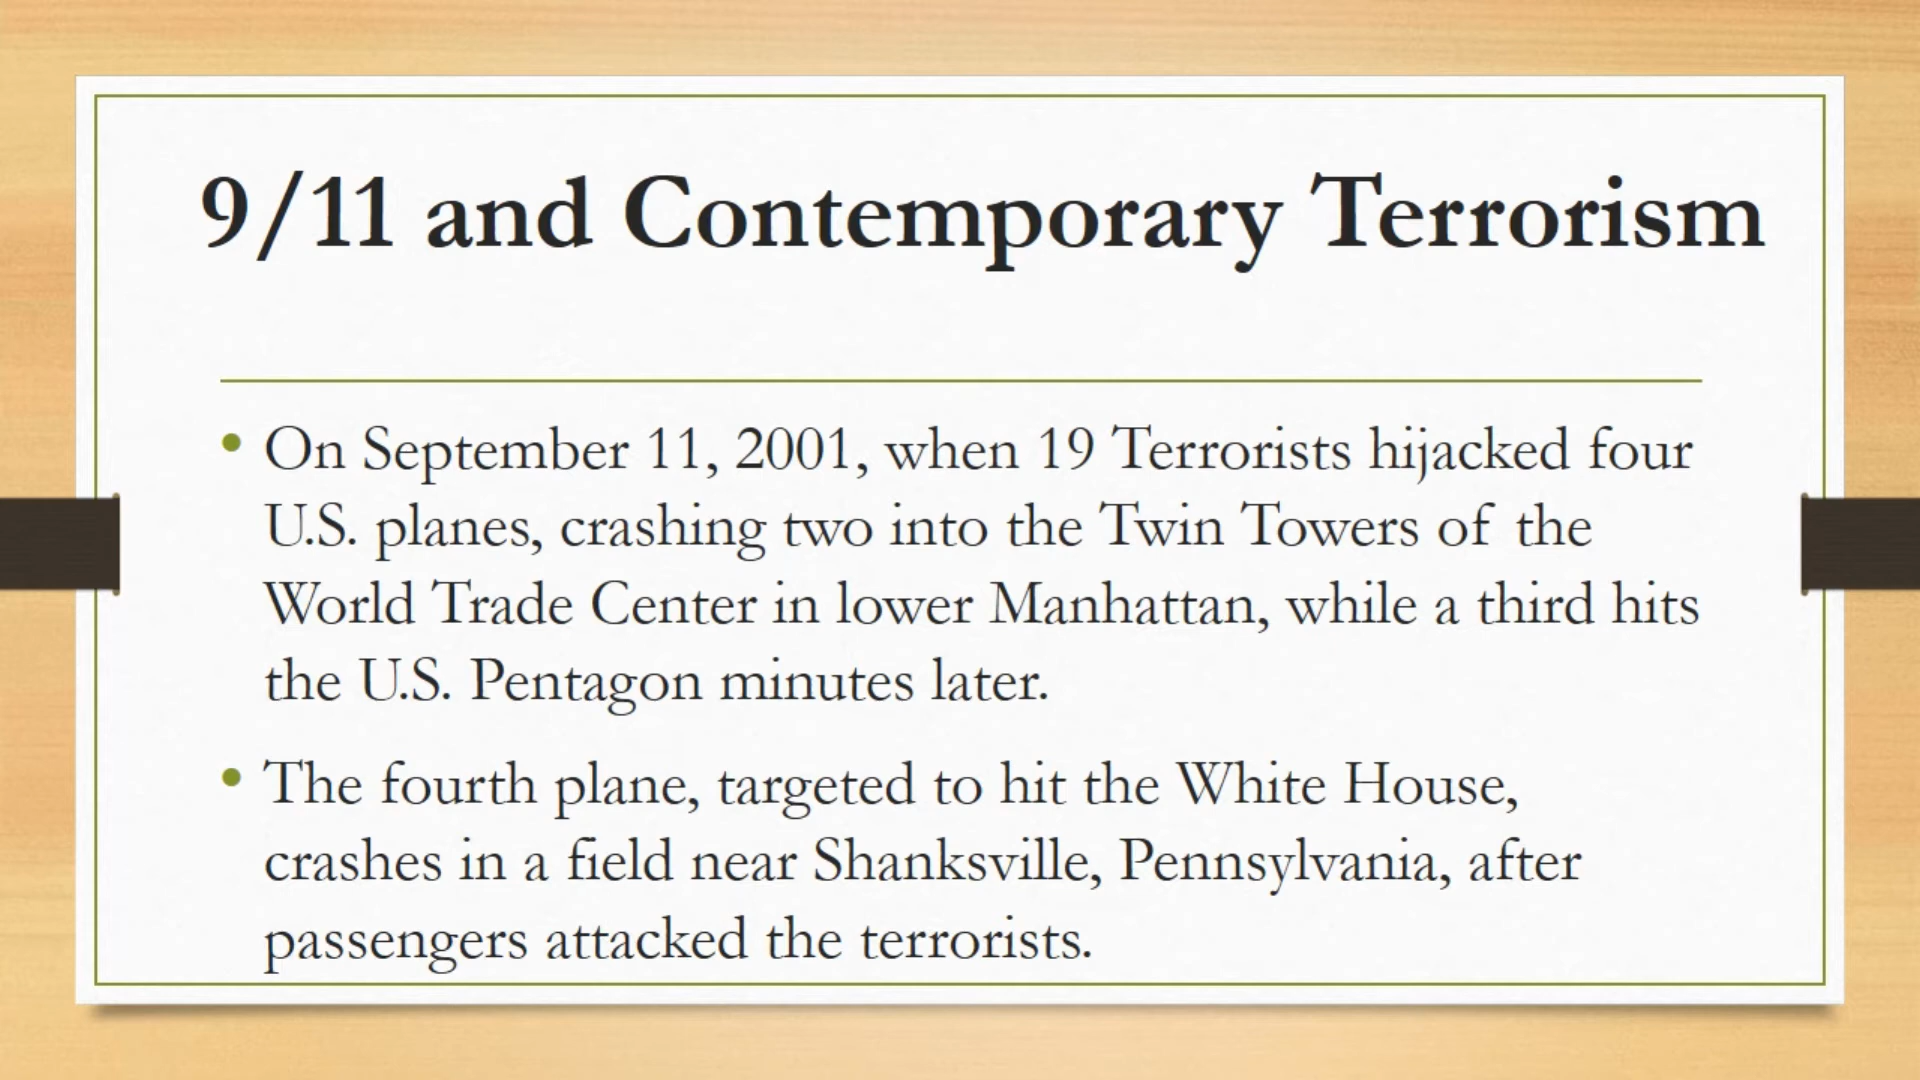 9/11 and Contemporary Terrorism
• On September 11, 2001, when 19 Terrorists hijacked four
U.S. planes, crashing two into the Twin Towers of the
World Trade Center in lower Manhattan, while a third hits
the U.S. Pentagon minutes later.
• The fourth plane, targeted to hit the White House,
crashes in a field near Shanksville, Pennsylvania, after
passengers attacked the terrorists.